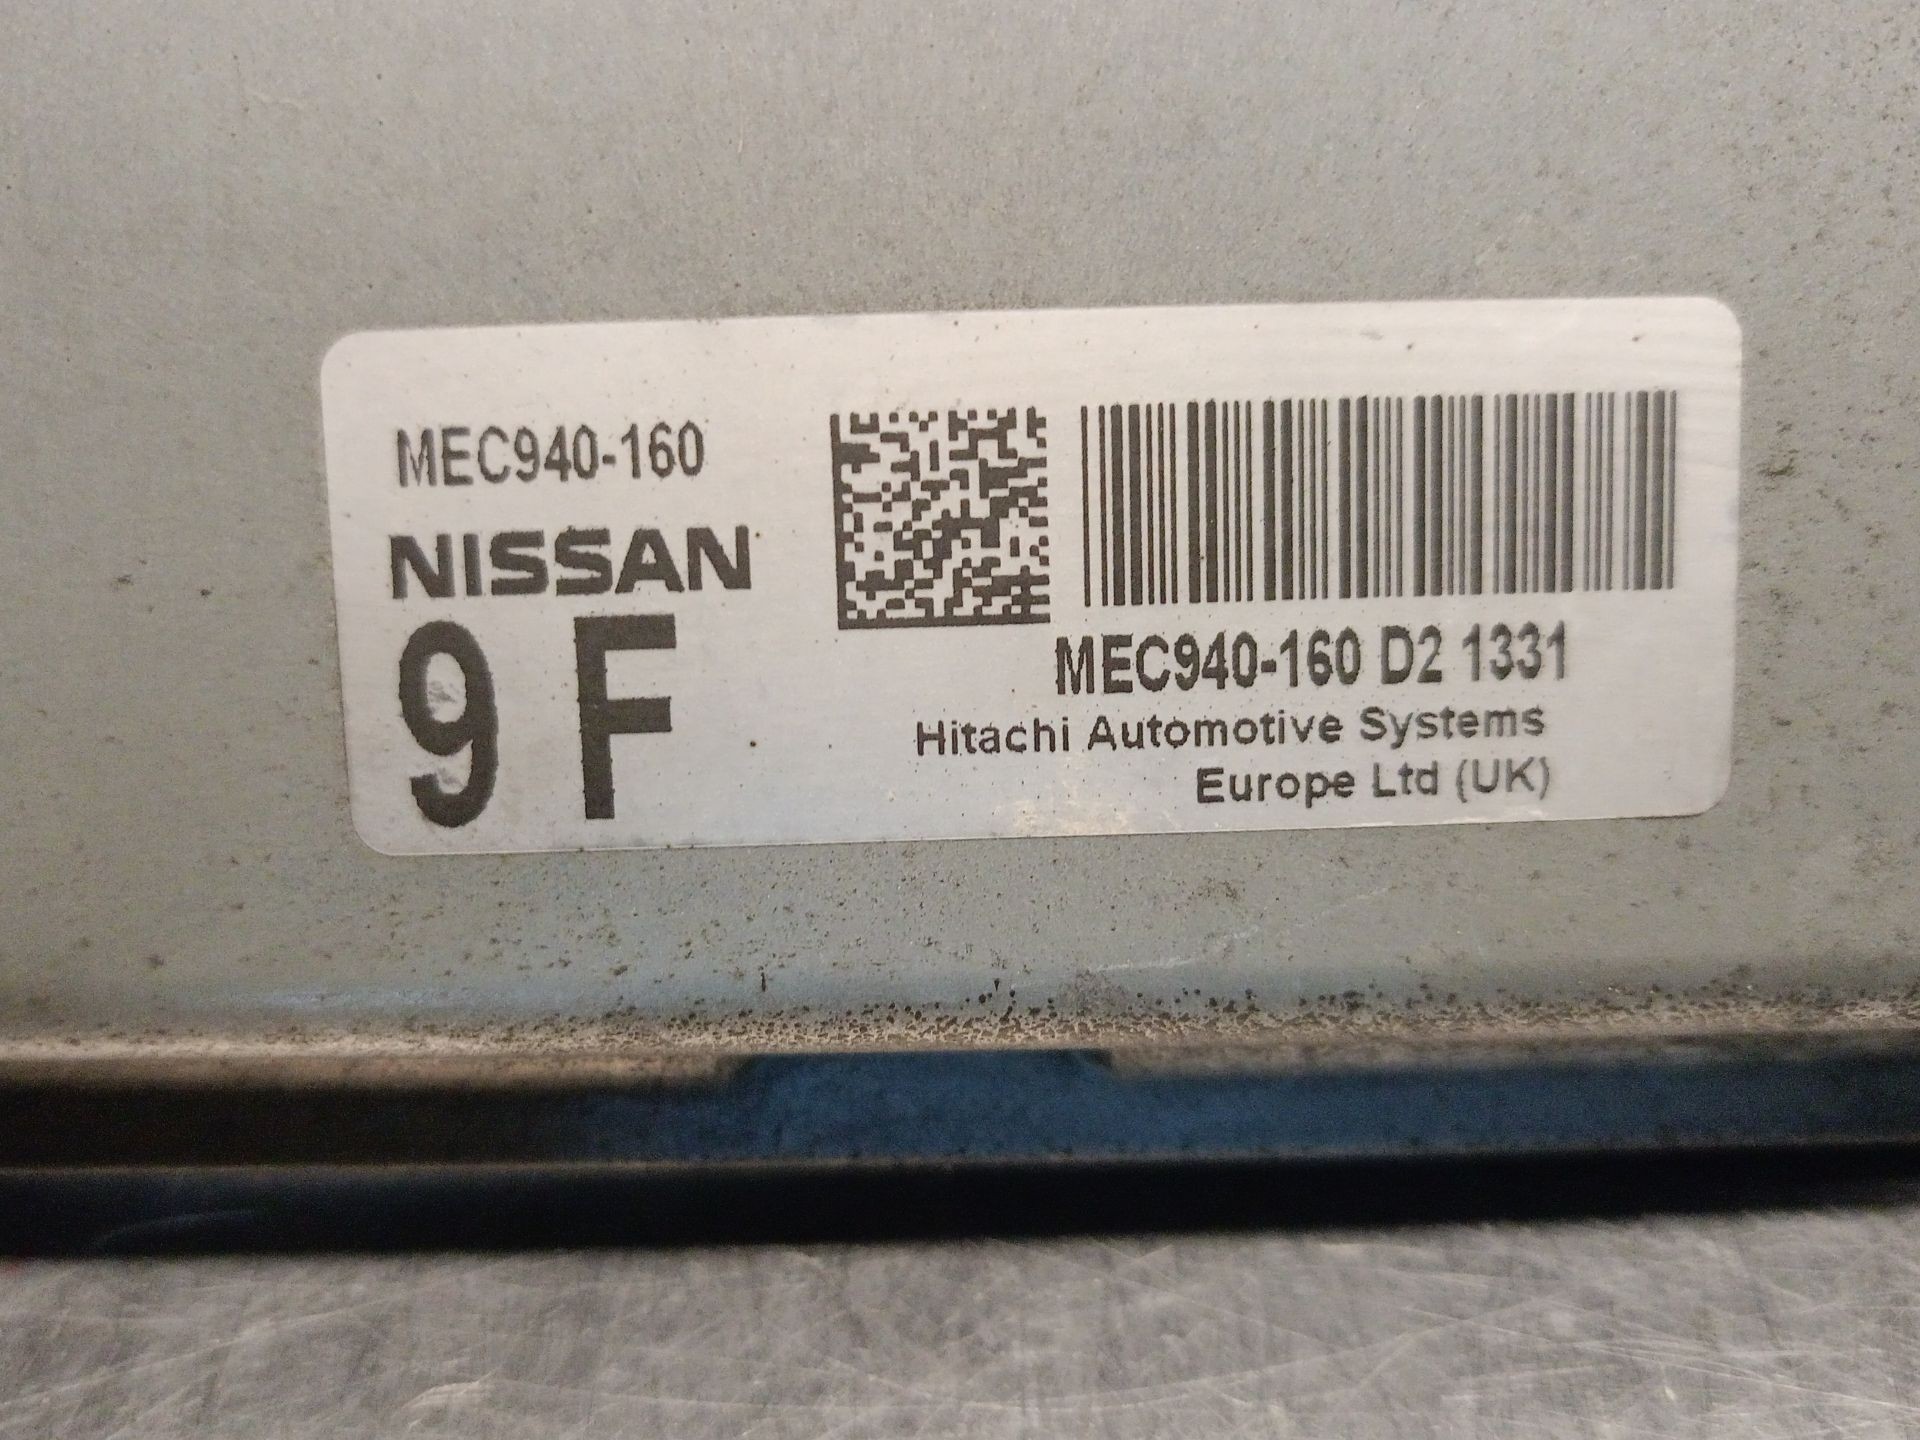 MEC940-160
NISSAN
9 F
MEC940-160 D2 1331
Hitachi Automotive Systems
Europe Ltd (UK)